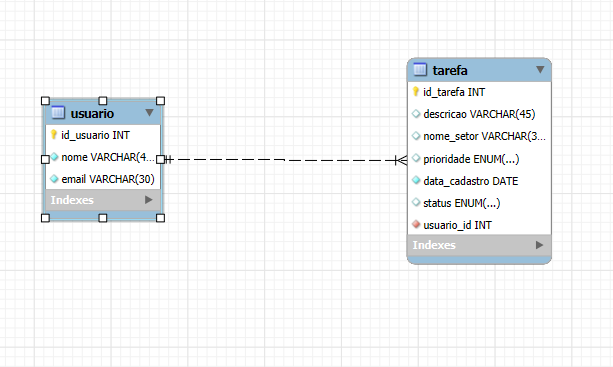 usuario
id_usuario INT
nome VARCHAR(4...
email VARCHAR(30)
Indexes
tarefa
id_tarefa INT
descricao VARCHAR(45)
nome_setor VARCHAR(3...
prioridade ENUM(...)
data_cadastro DATE
status ENUM(...)
usuario_id INT
Indexes